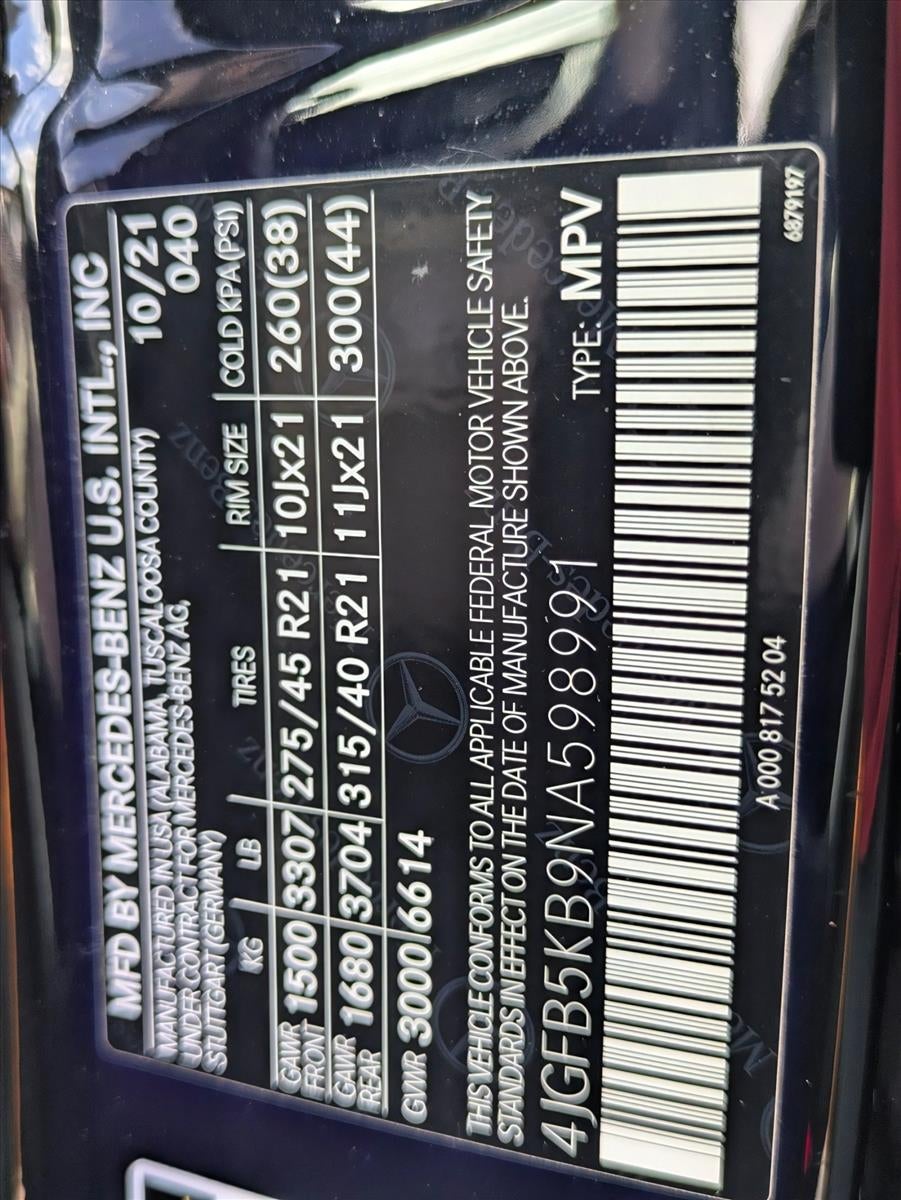 MFD BY MERCEDES-BENZ U.S. INTL., INC
MANUFACTURED IN USA (ALABAMA, TUSCALOOSA COUNTY) 10/21
UNDER CONTRACT FOR MERCEDES-BENZ AG, 040
STUTTGART (GERMANY)
KG LB TIRES RIM SIZE COLD KPA(PSI)
GAWR FRONT 1500 3307 275/45 R21 10Jx21 260(38)
GAWR REAR 1680 3704 315/40 R21 11Jx21 300(44)
GVWR 3000/6614
THIS VEHICLE CONFORMS TO ALL APPLICABLE FEDERAL MOTOR VEHICLE SAFETY
STANDARDS IN EFFECT ON THE DATE OF MANUFACTURE SHOWN ABOVE.
4JGFB5KB9NA598991 TYPE: MPV
A 000 817 52 04
6879197